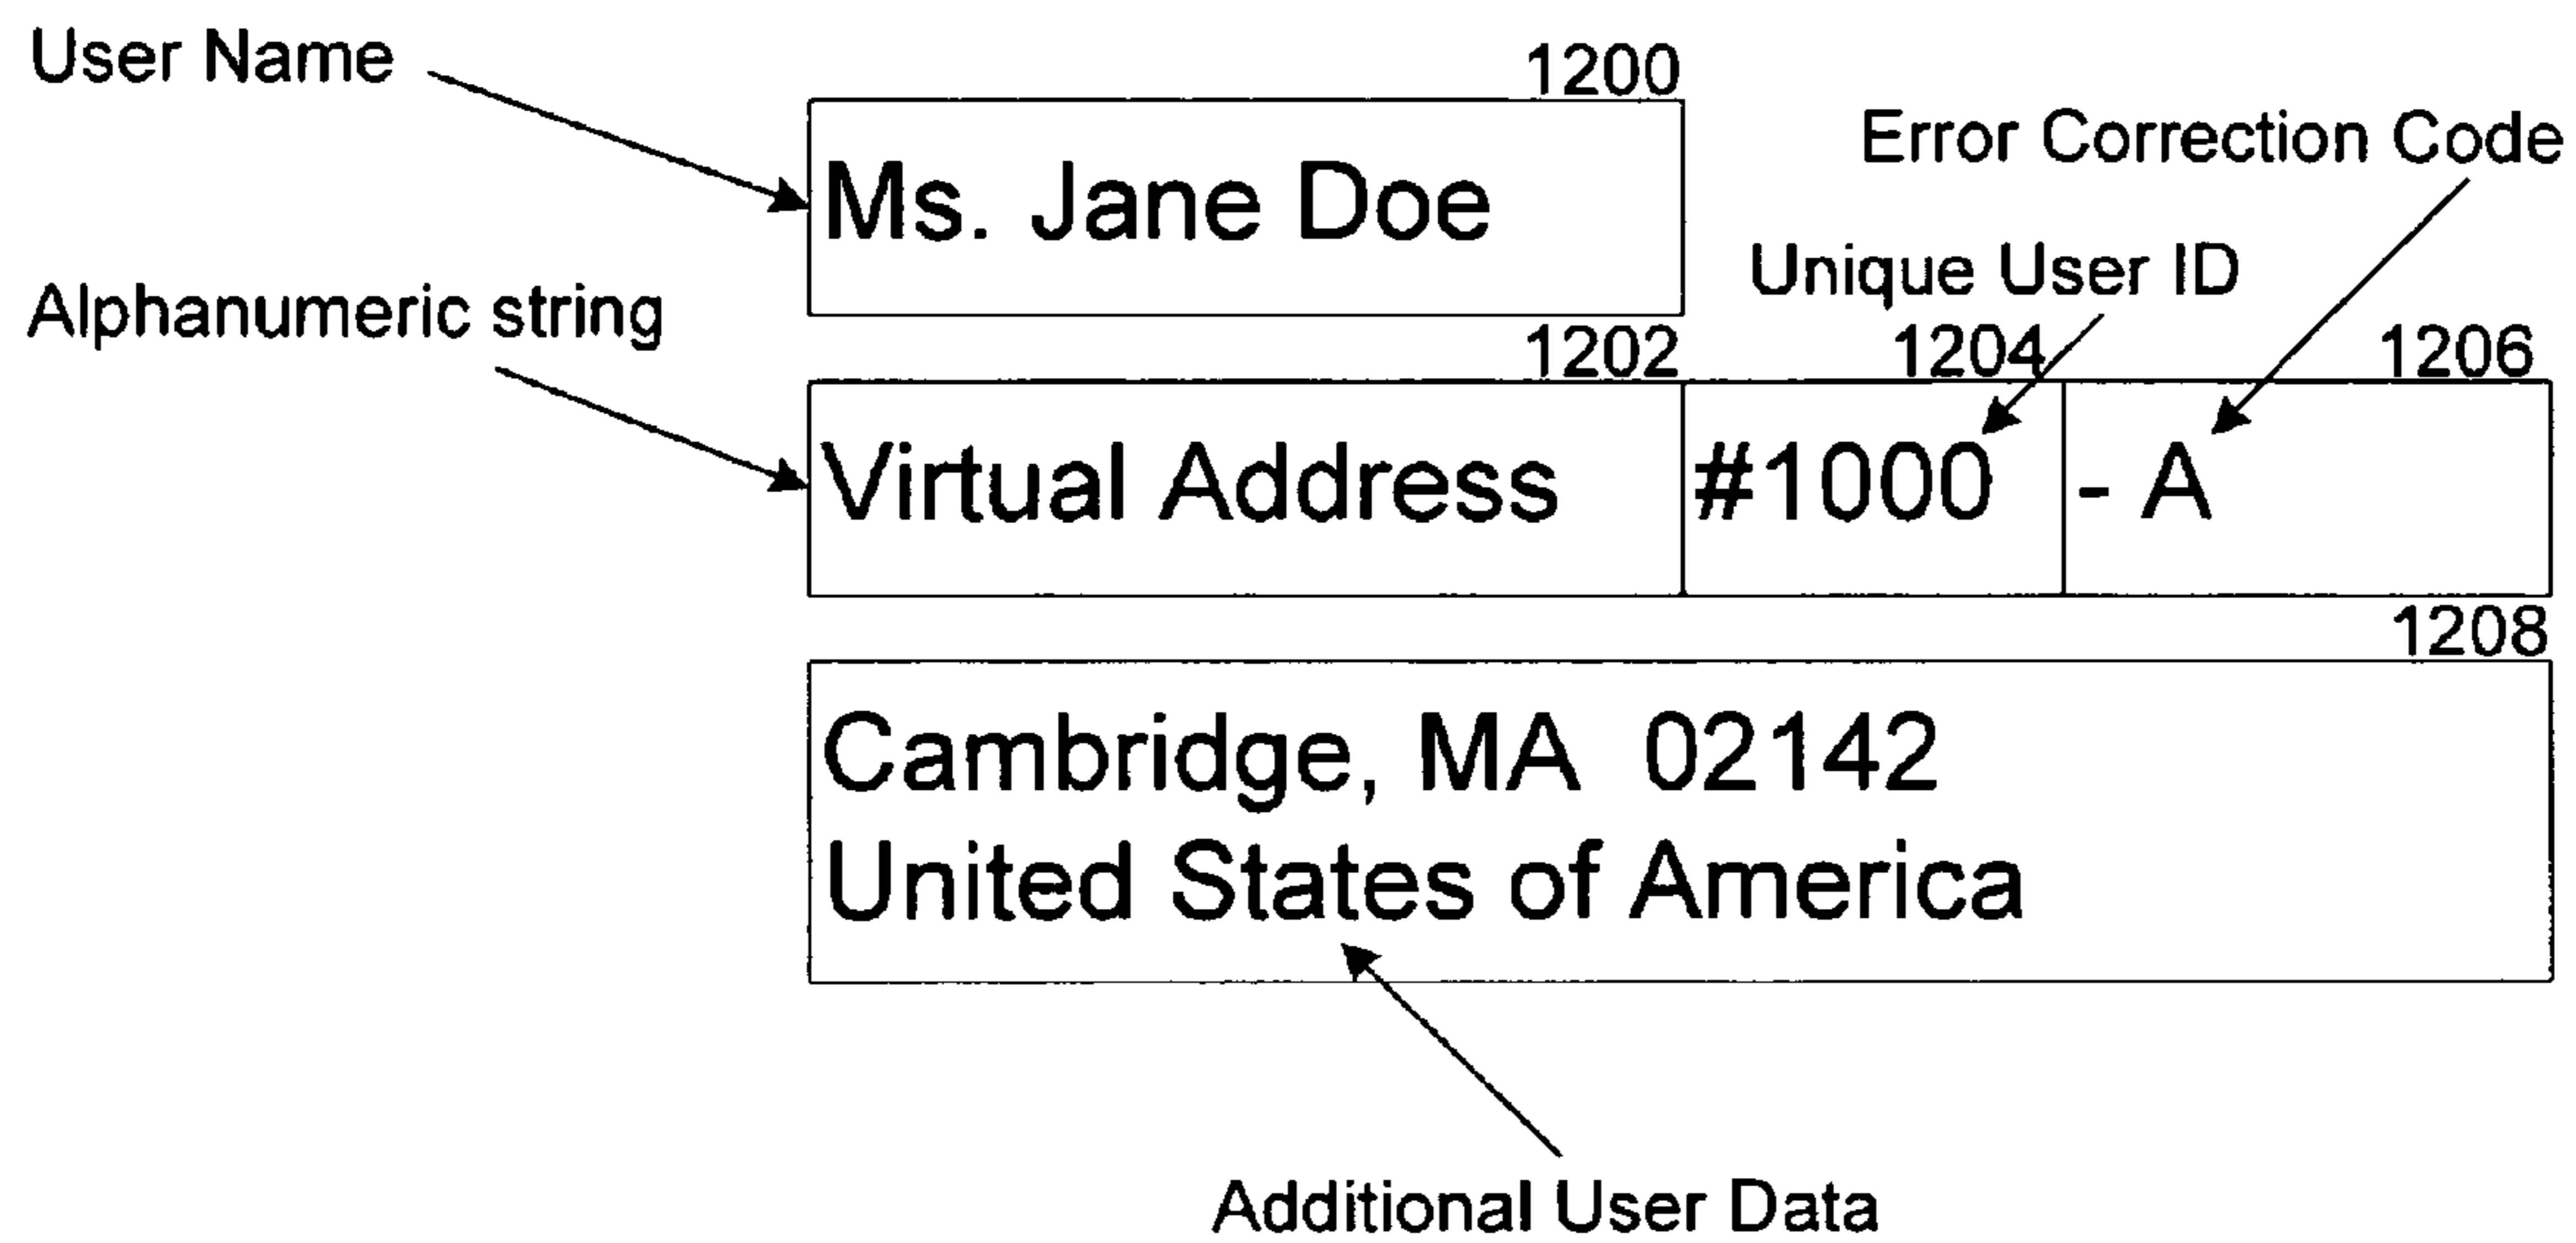 User Name
1200
Error Correction Code
Ms. Jane Doe
Unique User ID
Alphanumeric string
1202 1204 1206
Virtual Address #1000 - A
1208
Cambridge, MA 02142
United States of America
Additional User Data